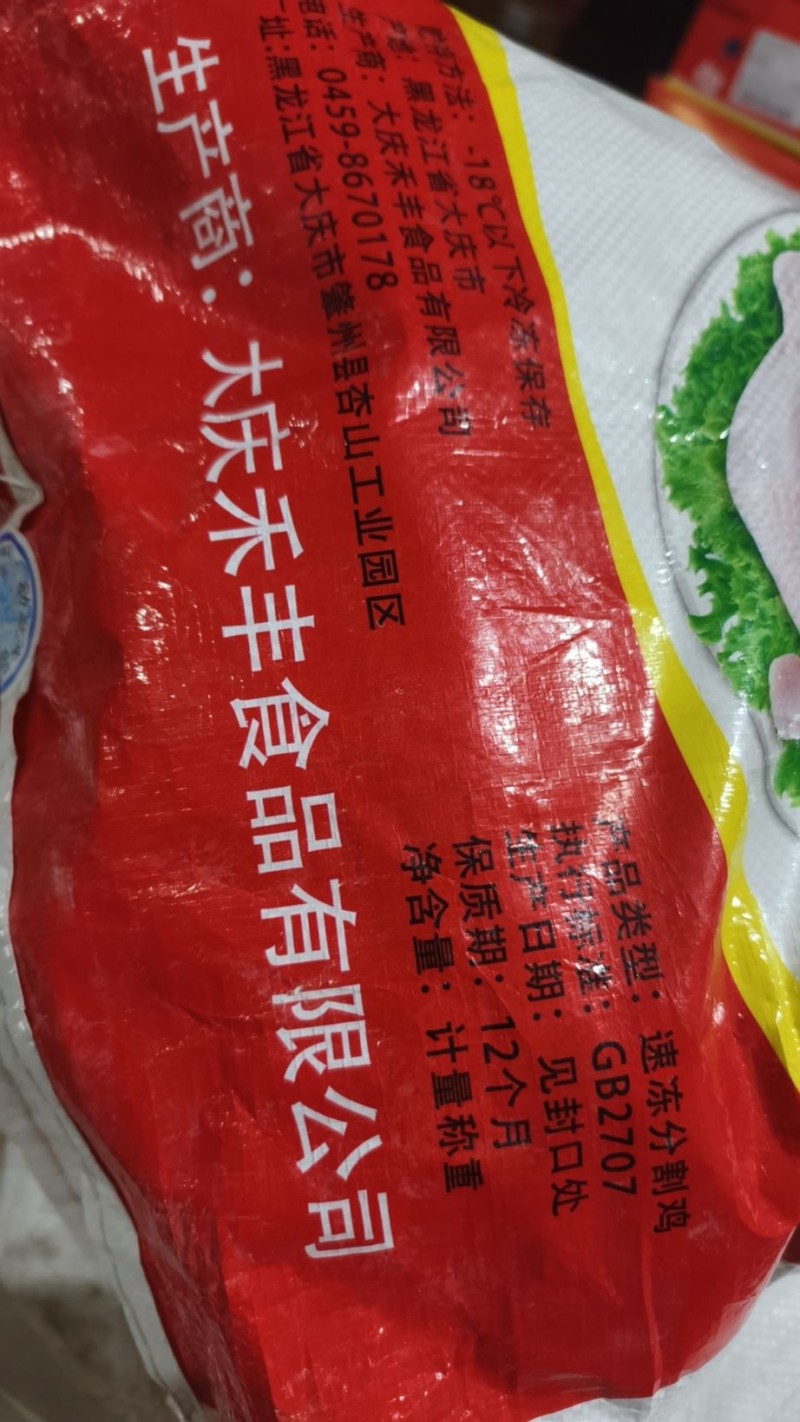 产品类型：速冻分割鸡
执行标准：GB2707
生产日期：见封口处
保质期：12个月
净含量：计量称重
方法：-18℃以下冷冻保存
产地：黑龙江省大庆市
生产商：大庆禾丰食品有限公司
电话：0459-8670178
址：黑龙江省大庆市肇州县杏山工业园区
生产商：大庆禾丰食品有限公司